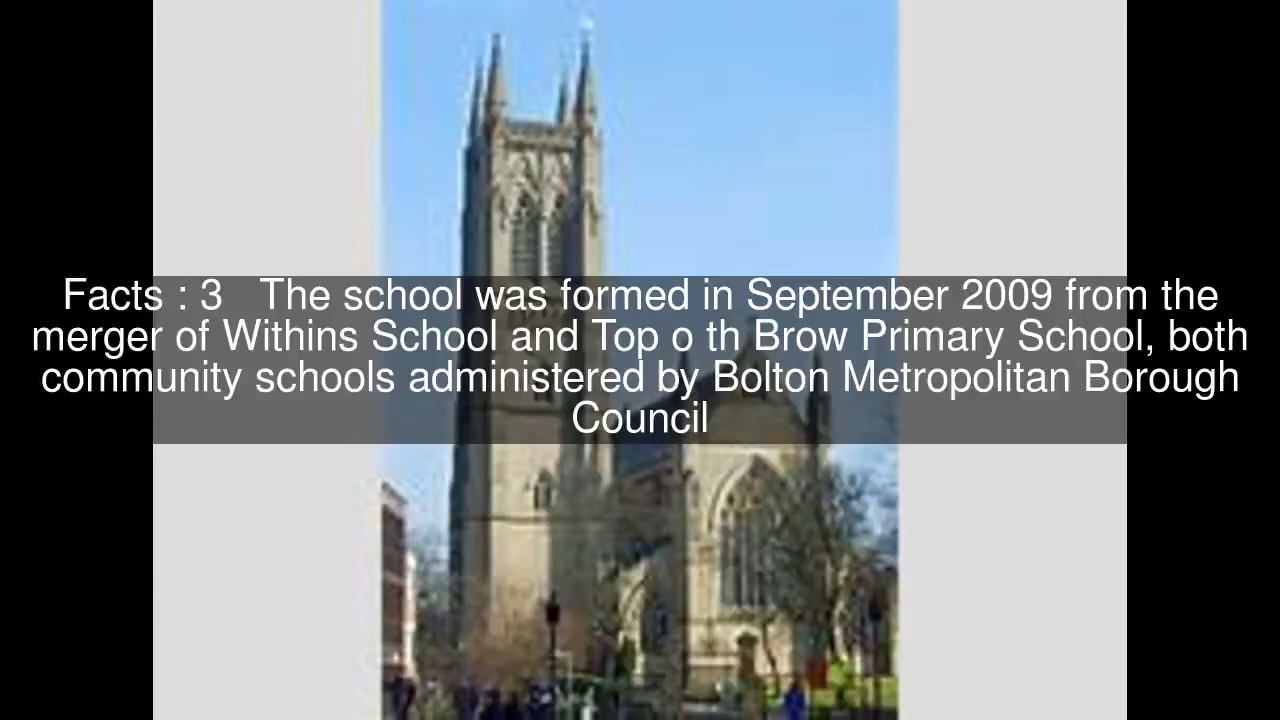 Facts : 3   The school was formed in September 2009 from the
merger of Withins School and Top o th Brow Primary School, both
community schools administered by Bolton Metropolitan Borough
Council